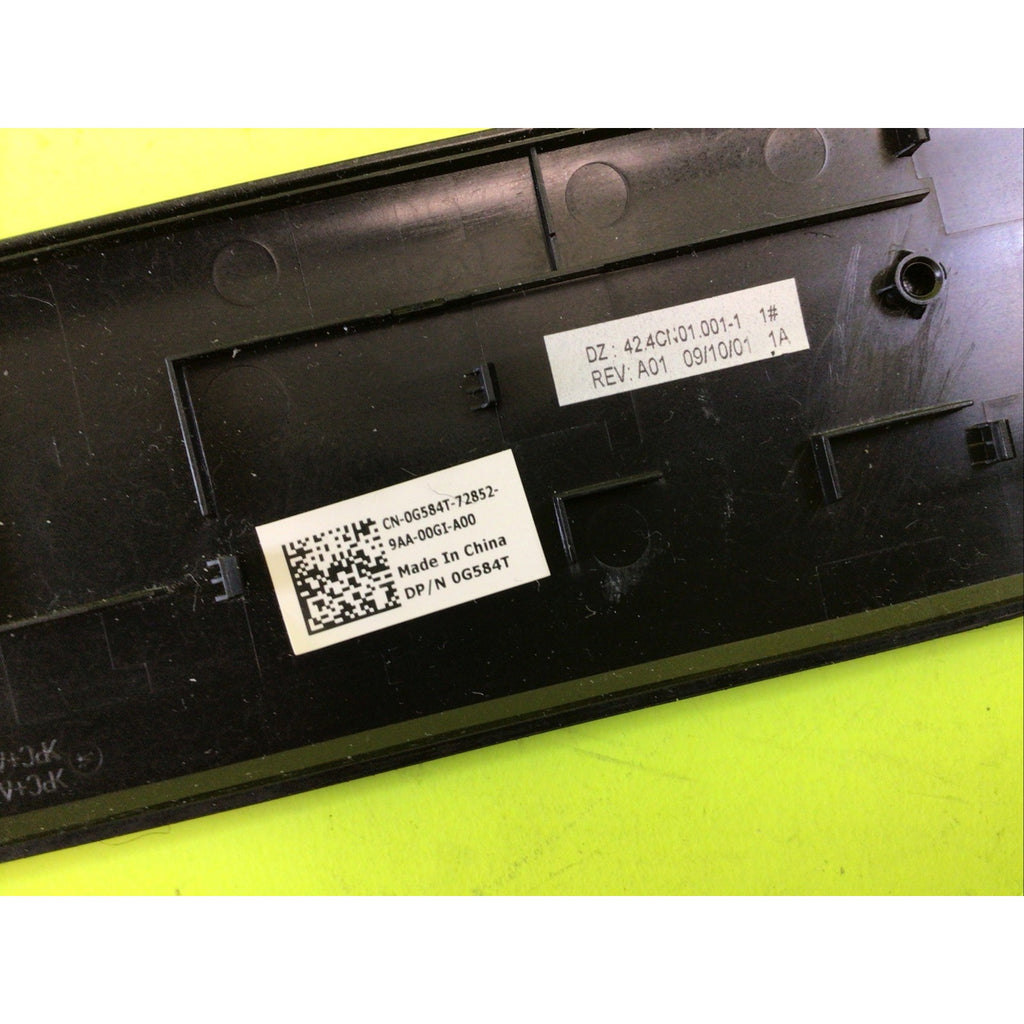 DZ : 42.4CN01.001-1 1#
REV: A01 09/10/01 1A
CN-0G584T-72852-
9AA-00GI-A00
Made In China
DP/N 0G584T